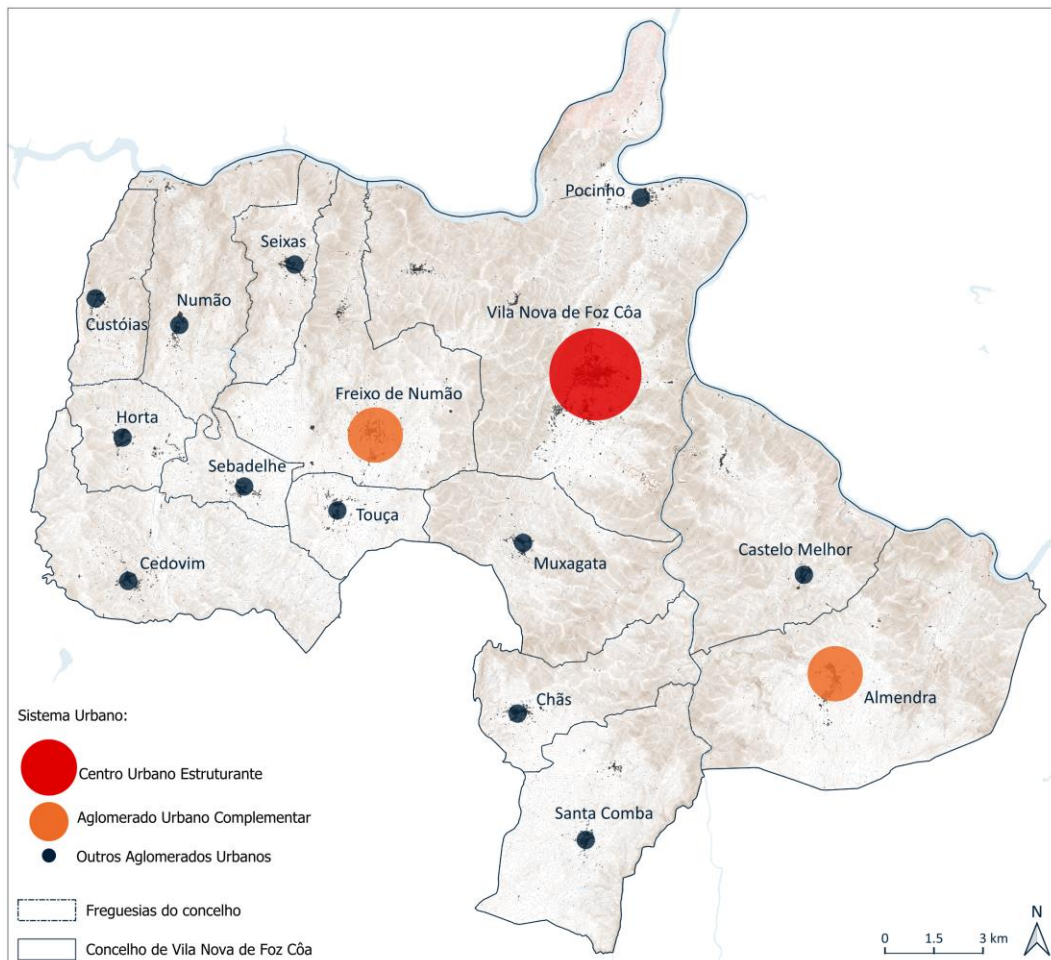 Pocinho
Seixas
Custóias
Numão
Vila Nova de Foz Côa
Freixo de Numão
Horta
Sebadelhe
Touça
Cedovim
Muxagata
Castelo Melhor
Almendra
Chãs
Santa Comba
Sistema Urbano:
Centro Urbano Estruturante
Aglomerado Urbano Complementar
Outros Aglomerados Urbanos
Freguesias do concelho
Concelho de Vila Nova de Foz Côa
N
0 1.5 3 km